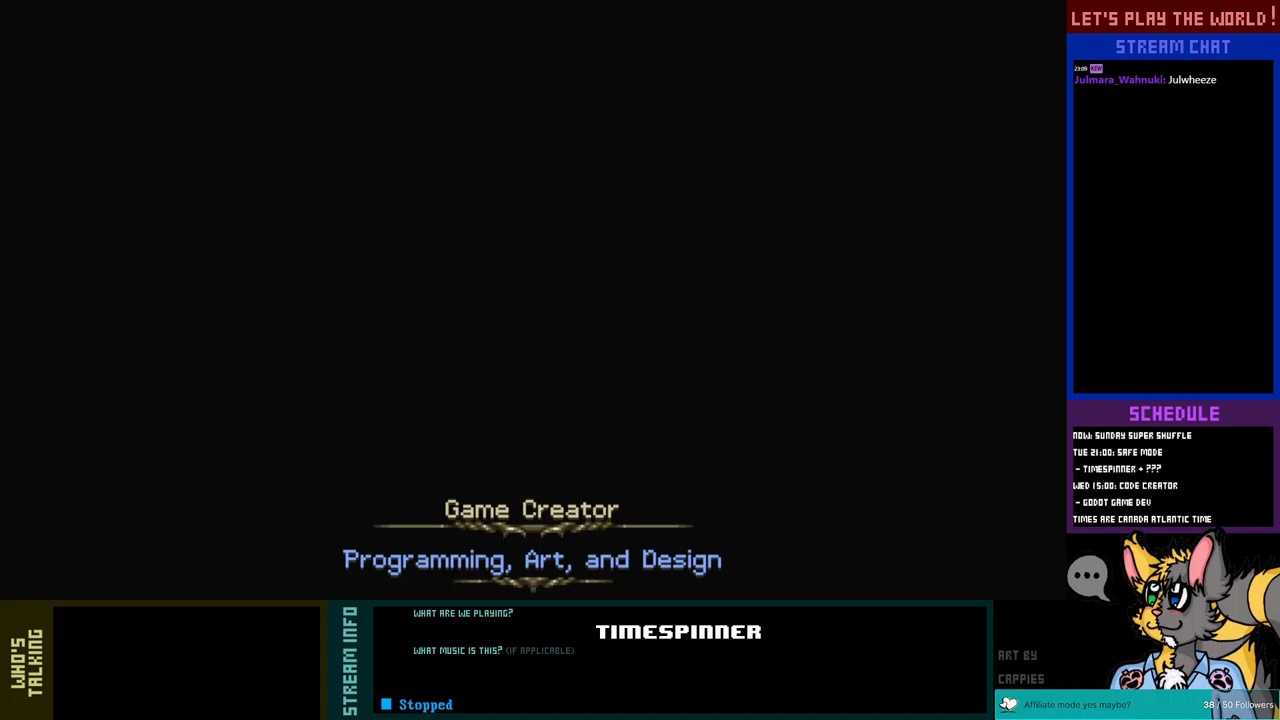 LET'S PLAY THE WORLD!
STREAM CHAT
23:09 KEW
Julmara_Wahnuki: Julwheeze
SCHEDULE
NOW: SUNDAY SUPER SHUFFLE
TUE 21:00: SAFE MODE
- TIMESPINNER + ???
WED 15:00: CODE CREATOR
- GODOT GAME DEV
TIMES ARE CANADA ATLANTIC TIME
Game Creator
Programming, Art, and Design
WHO'S TALKING
STREAM INFO
WHAT ARE WE PLAYING?
TIMESPINNER
WHAT MUSIC IS THIS? (IF APPLICABLE)
Stopped
ART BY
CAPPIES
Affiliate mode yes maybe? 38 / 50 Followers